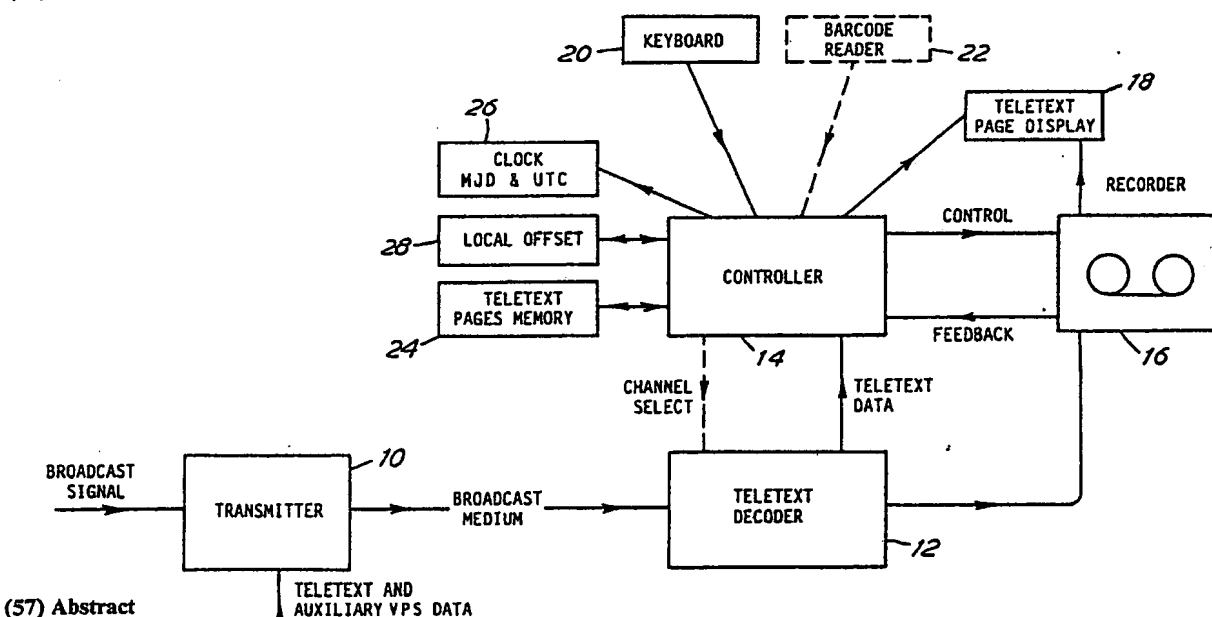 KEYBOARD
20
BARCODE
READER
22
18
TELETEXT
PAGE DISPLAY
26
CLOCK
MJD & UTC
RECORDER
CONTROL
28
LOCAL OFFSET
CONTROLLER
TELETEXT
PAGES MEMORY
24
FEEDBACK
14
16
CHANNEL
SELECT
TELETEXT
DATA
10
BROADCAST
SIGNAL
TRANSMITTER
BROADCAST
MEDIUM
TELETEXT
DECODER
12
TELETEXT AND
AUXILIARY VPS DATA
(57) Abstract